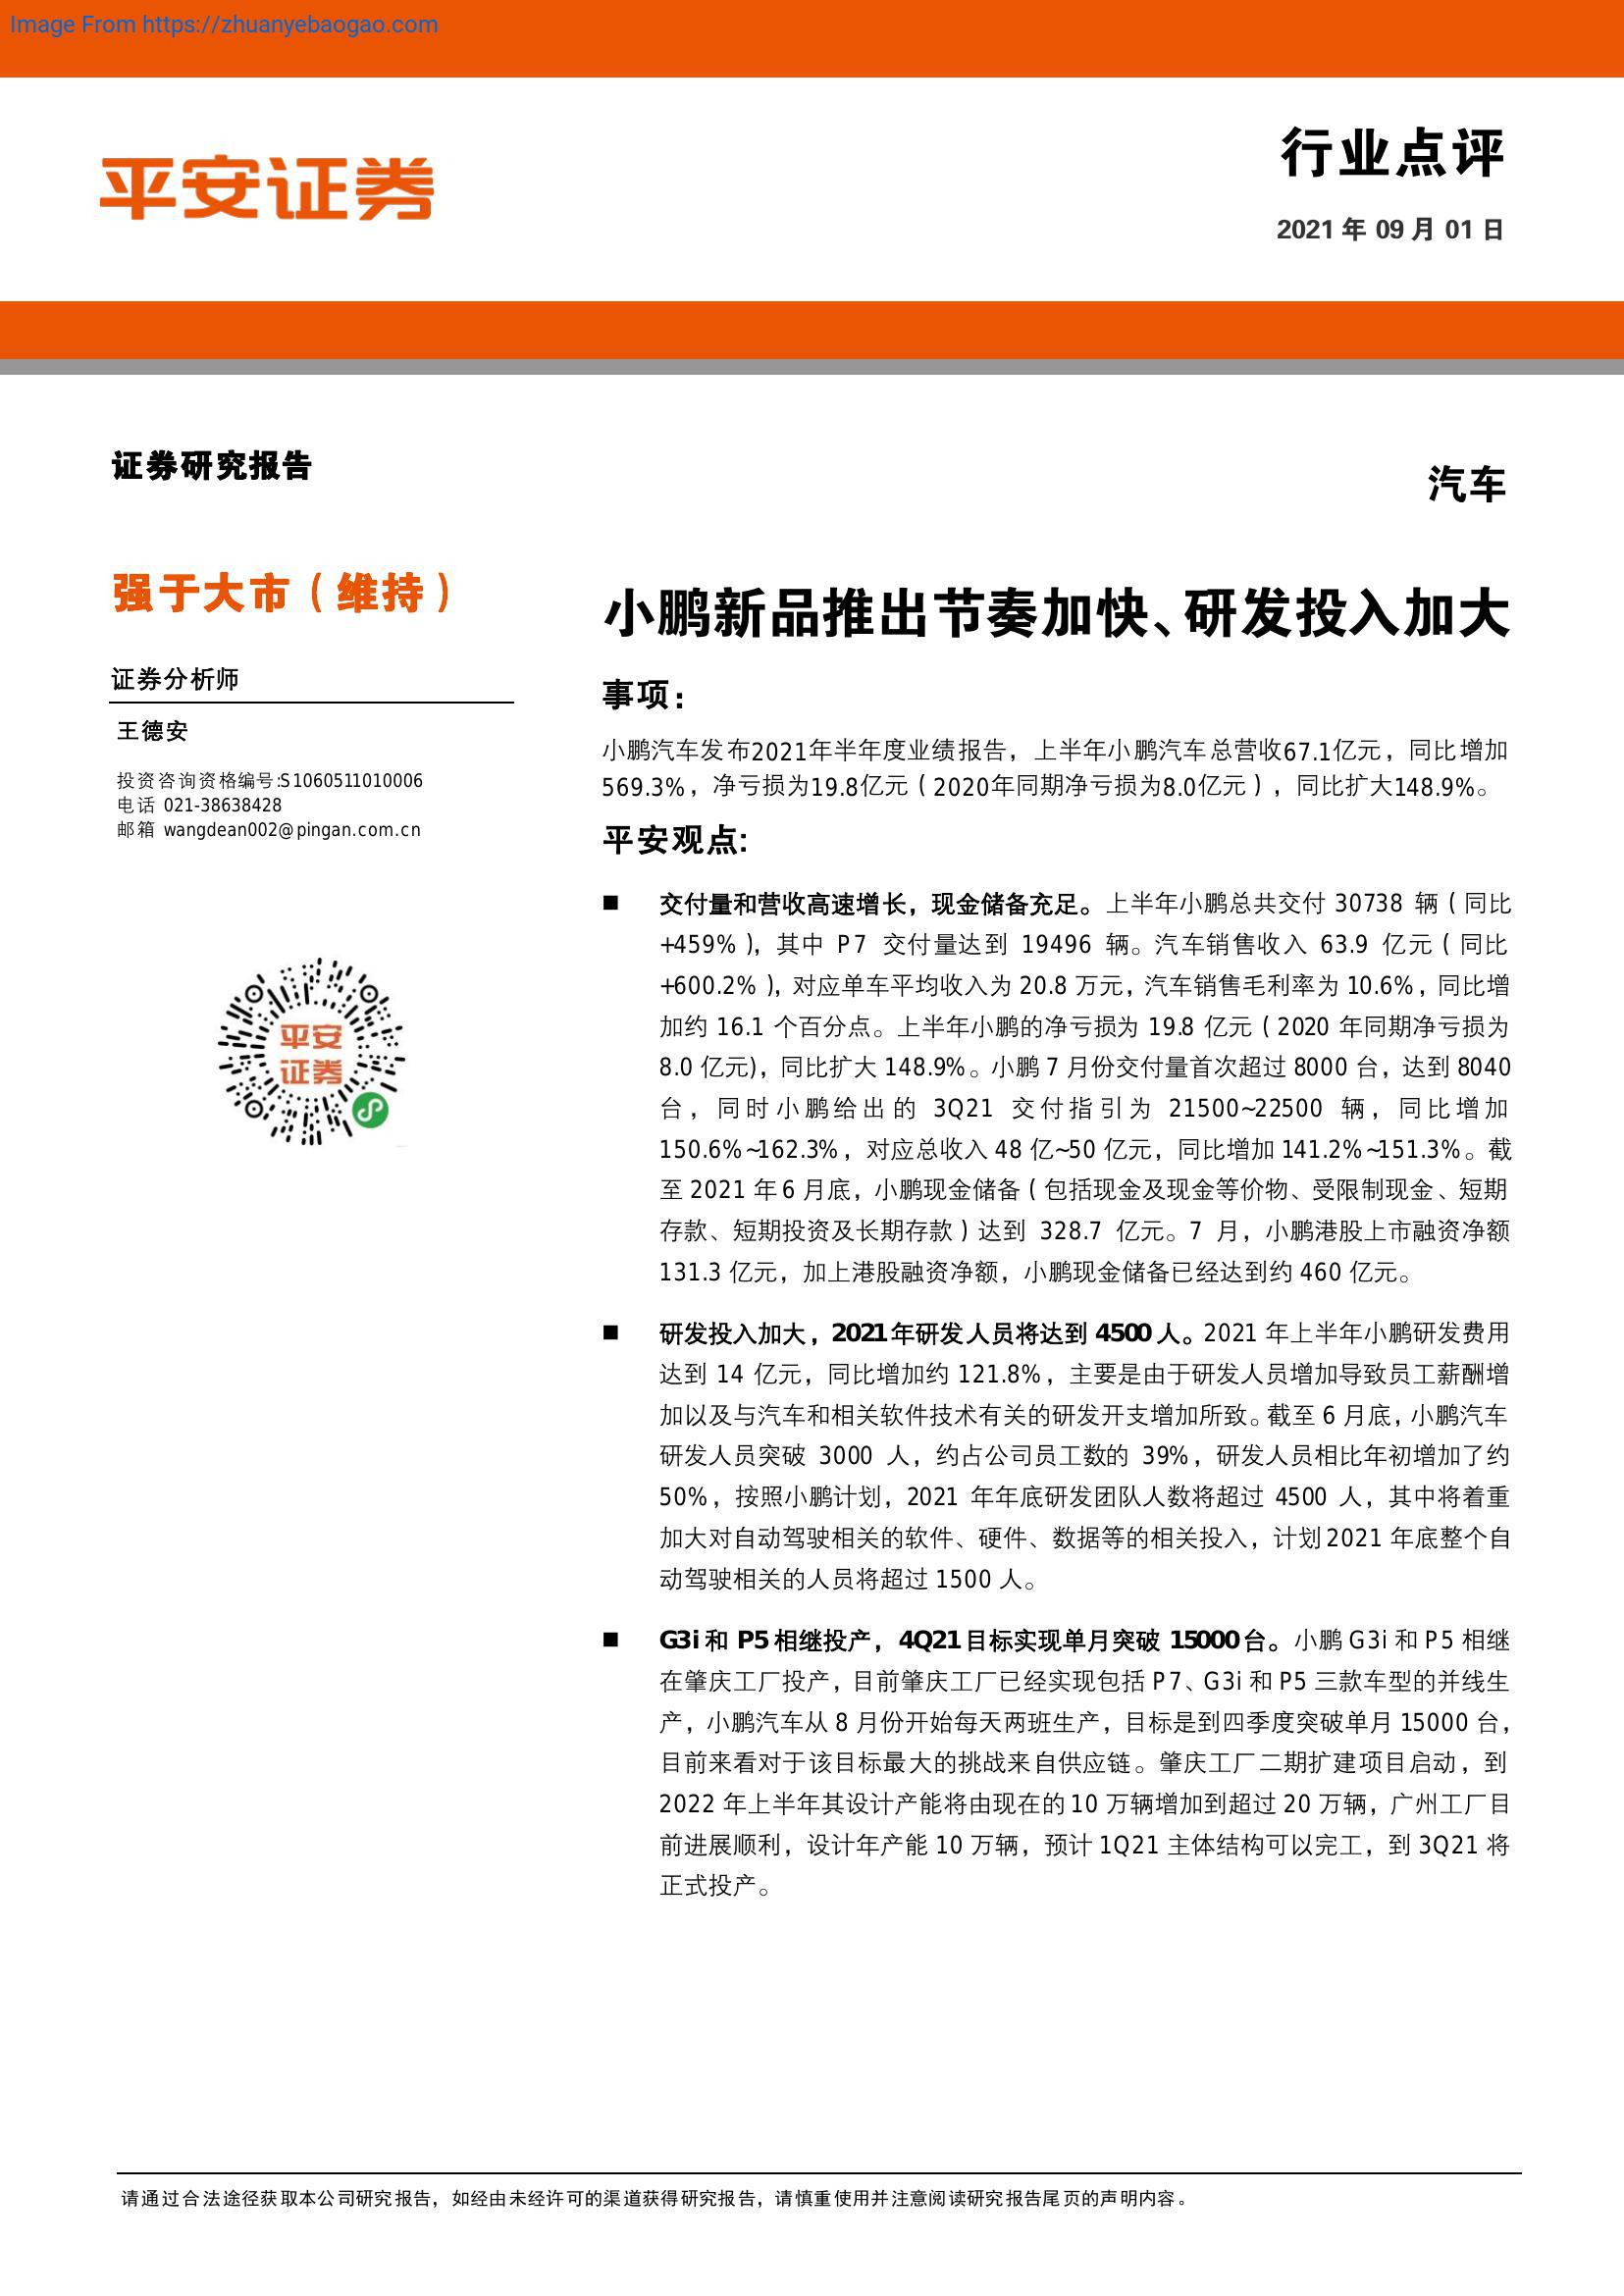 Image From https://zhuanyebaogao.com
平安证券
行业点评
2021 年 09 月 01 日
证券研究报告
汽车
强于大市（维持）
证券分析师
王德安
投资咨询资格编号:S1060511010006
电话 021-38638428
邮箱 wangdean002@pingan.com.cn
平安
证券
小鹏新品推出节奏加快、研发投入加大
事项：
小鹏汽车发布2021年半年度业绩报告，上半年小鹏汽车总营收67.1亿元，同比增加
569.3%，净亏损为19.8亿元（2020年同期净亏损为8.0亿元），同比扩大148.9%。
平安观点:
■ 交付量和营收高速增长，现金储备充足。上半年小鹏总共交付 30738 辆（同比
+459%），其中 P7 交付量达到 19496 辆。汽车销售收入 63.9 亿元（同比
+600.2%），对应单车平均收入为 20.8 万元，汽车销售毛利率为 10.6%，同比增
加约 16.1 个百分点。上半年小鹏的净亏损为 19.8 亿元（2020 年同期净亏损为
8.0 亿元)，同比扩大 148.9%。小鹏 7 月份交付量首次超过 8000 台，达到 8040
台，同时小鹏给出的 3Q21 交付指引为 21500~22500 辆，同比增加
150.6%~162.3%，对应总收入 48 亿~50 亿元，同比增加 141.2%~151.3%。截
至 2021 年 6 月底，小鹏现金储备（包括现金及现金等价物、受限制现金、短期
存款、短期投资及长期存款）达到 328.7 亿元。7 月，小鹏港股上市融资净额
131.3 亿元，加上港股融资净额，小鹏现金储备已经达到约 460 亿元。
■ 研发投入加大，2021 年研发人员将达到 4500 人。2021 年上半年小鹏研发费用
达到 14 亿元，同比增加约 121.8%，主要是由于研发人员增加导致员工薪酬增
加以及与汽车和相关软件技术有关的研发开支增加所致。截至 6 月底，小鹏汽车
研发人员突破 3000 人，约占公司员工数的 39%，研发人员相比年初增加了约
50%，按照小鹏计划，2021 年年底研发团队人数将超过 4500 人，其中将着重
加大对自动驾驶相关的软件、硬件、数据等的相关投入，计划 2021 年底整个自
动驾驶相关的人员将超过 1500 人。
■ G3i 和 P5 相继投产，4Q21 目标实现单月突破 15000 台。小鹏 G3i 和 P5 相继
在肇庆工厂投产，目前肇庆工厂已经实现包括 P7、G3i 和 P5 三款车型的并线生
产，小鹏汽车从 8 月份开始每天两班生产，目标是到四季度突破单月 15000 台，
目前来看对于该目标最大的挑战来自供应链。肇庆工厂二期扩建项目启动，到
2022 年上半年其设计产能将由现在的 10 万辆增加到超过 20 万辆，广州工厂目
前进展顺利，设计年产能 10 万辆，预计 1Q21 主体结构可以完工，到 3Q21 将
正式投产。
请通过合法途径获取本公司研究报告，如经由未经许可的渠道获得研究报告，请慎重使用并注意阅读研究报告尾页的声明内容。